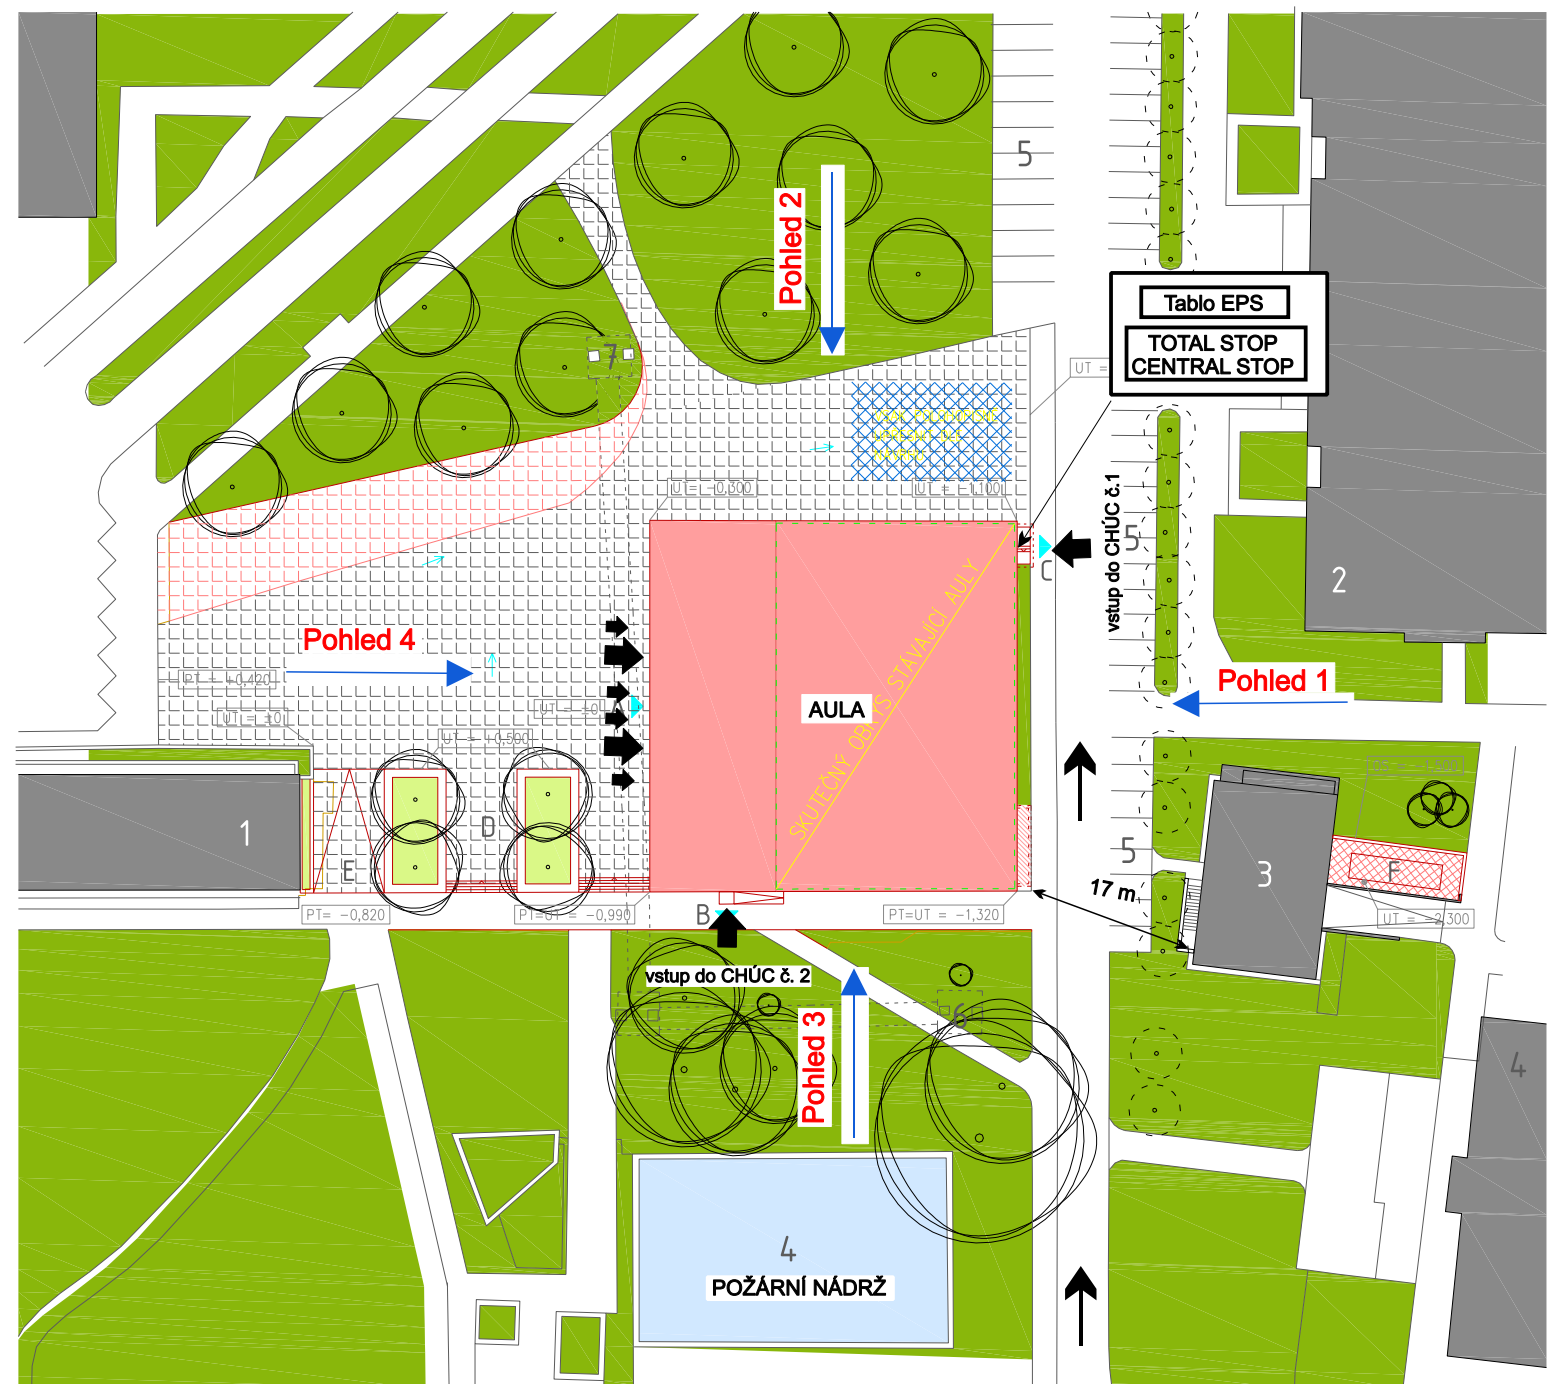 5
Pohled 2
Tablo EPS
TOTAL STOP
CENTRAL STOP
7
UT =
UT= -0,300
UT = -1,100
vstup do CHÚC č.1
5
C
2
Pohled 4
Pohled 1
PT = +0,420
UT = ±0
UT = ±0
UT = +0,500
AULA
SKUTEČNÝ OBRYS STÁVAJÍCÍ AULY
1
D
E
5
3
F
17 m
PT= -0,820
PT=UT = -0,990
B
PT=UT = -1,320
UT = -2,300
vstup do CHÚC č. 2
6
Pohled 3
4
4
POŽÁRNÍ NÁDRŽ